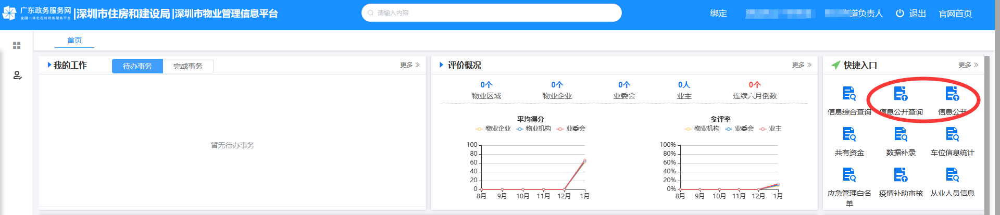 广东政务服务网
全国一体化在线政务服务平台
|深圳市住房和建设局|深圳市物业管理信息平台
请输入内容
绑定
道负责人
退出
官网首页
首页
我的工作
待办事务
完成事务
更多
暂无待办事务
评价概况
更多
0个
0个
0个
0人
0个
物业区域
物业企业
业委会
业主
连续六月倒数
平均得分
物业企业
物业机构
业委会
100
80
60
40
20
0
8月
9月
10月
11月
12月
1月
参评率
物业机构
业委会
业主
100%
80%
60%
40%
20%
0%
8月
9月
10月
11月
12月
1月
快捷入口
更多
信息综合查询
信息公开查询
信息公开
共有资金
数据补录
车位信息统计
应急管理白名
单
疫情补助审核
从业人员信息